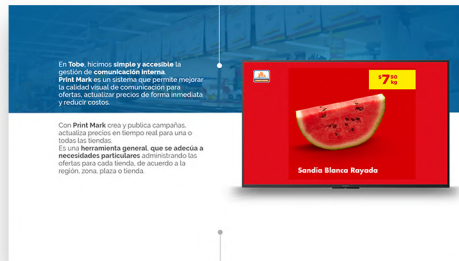 En Tobe, hicimos simple y accesible la
gestión de comunicación interna.
Print Mark es un sistema que permite mejorar
la calidad visual de comunicación para
ofertas, actualizar precios de forma inmediata
y reducir costos.
Con Print Mark crea y publica campañas,
actualiza precios en tiempo real para una o
todas las tiendas.
Es una herramienta general, que se adecúa a
necesidades particulares administrando las
ofertas para cada tienda, de acuerdo a la
región, zona, plaza o tienda.
$790 kg
Sandia Blanca Rayada